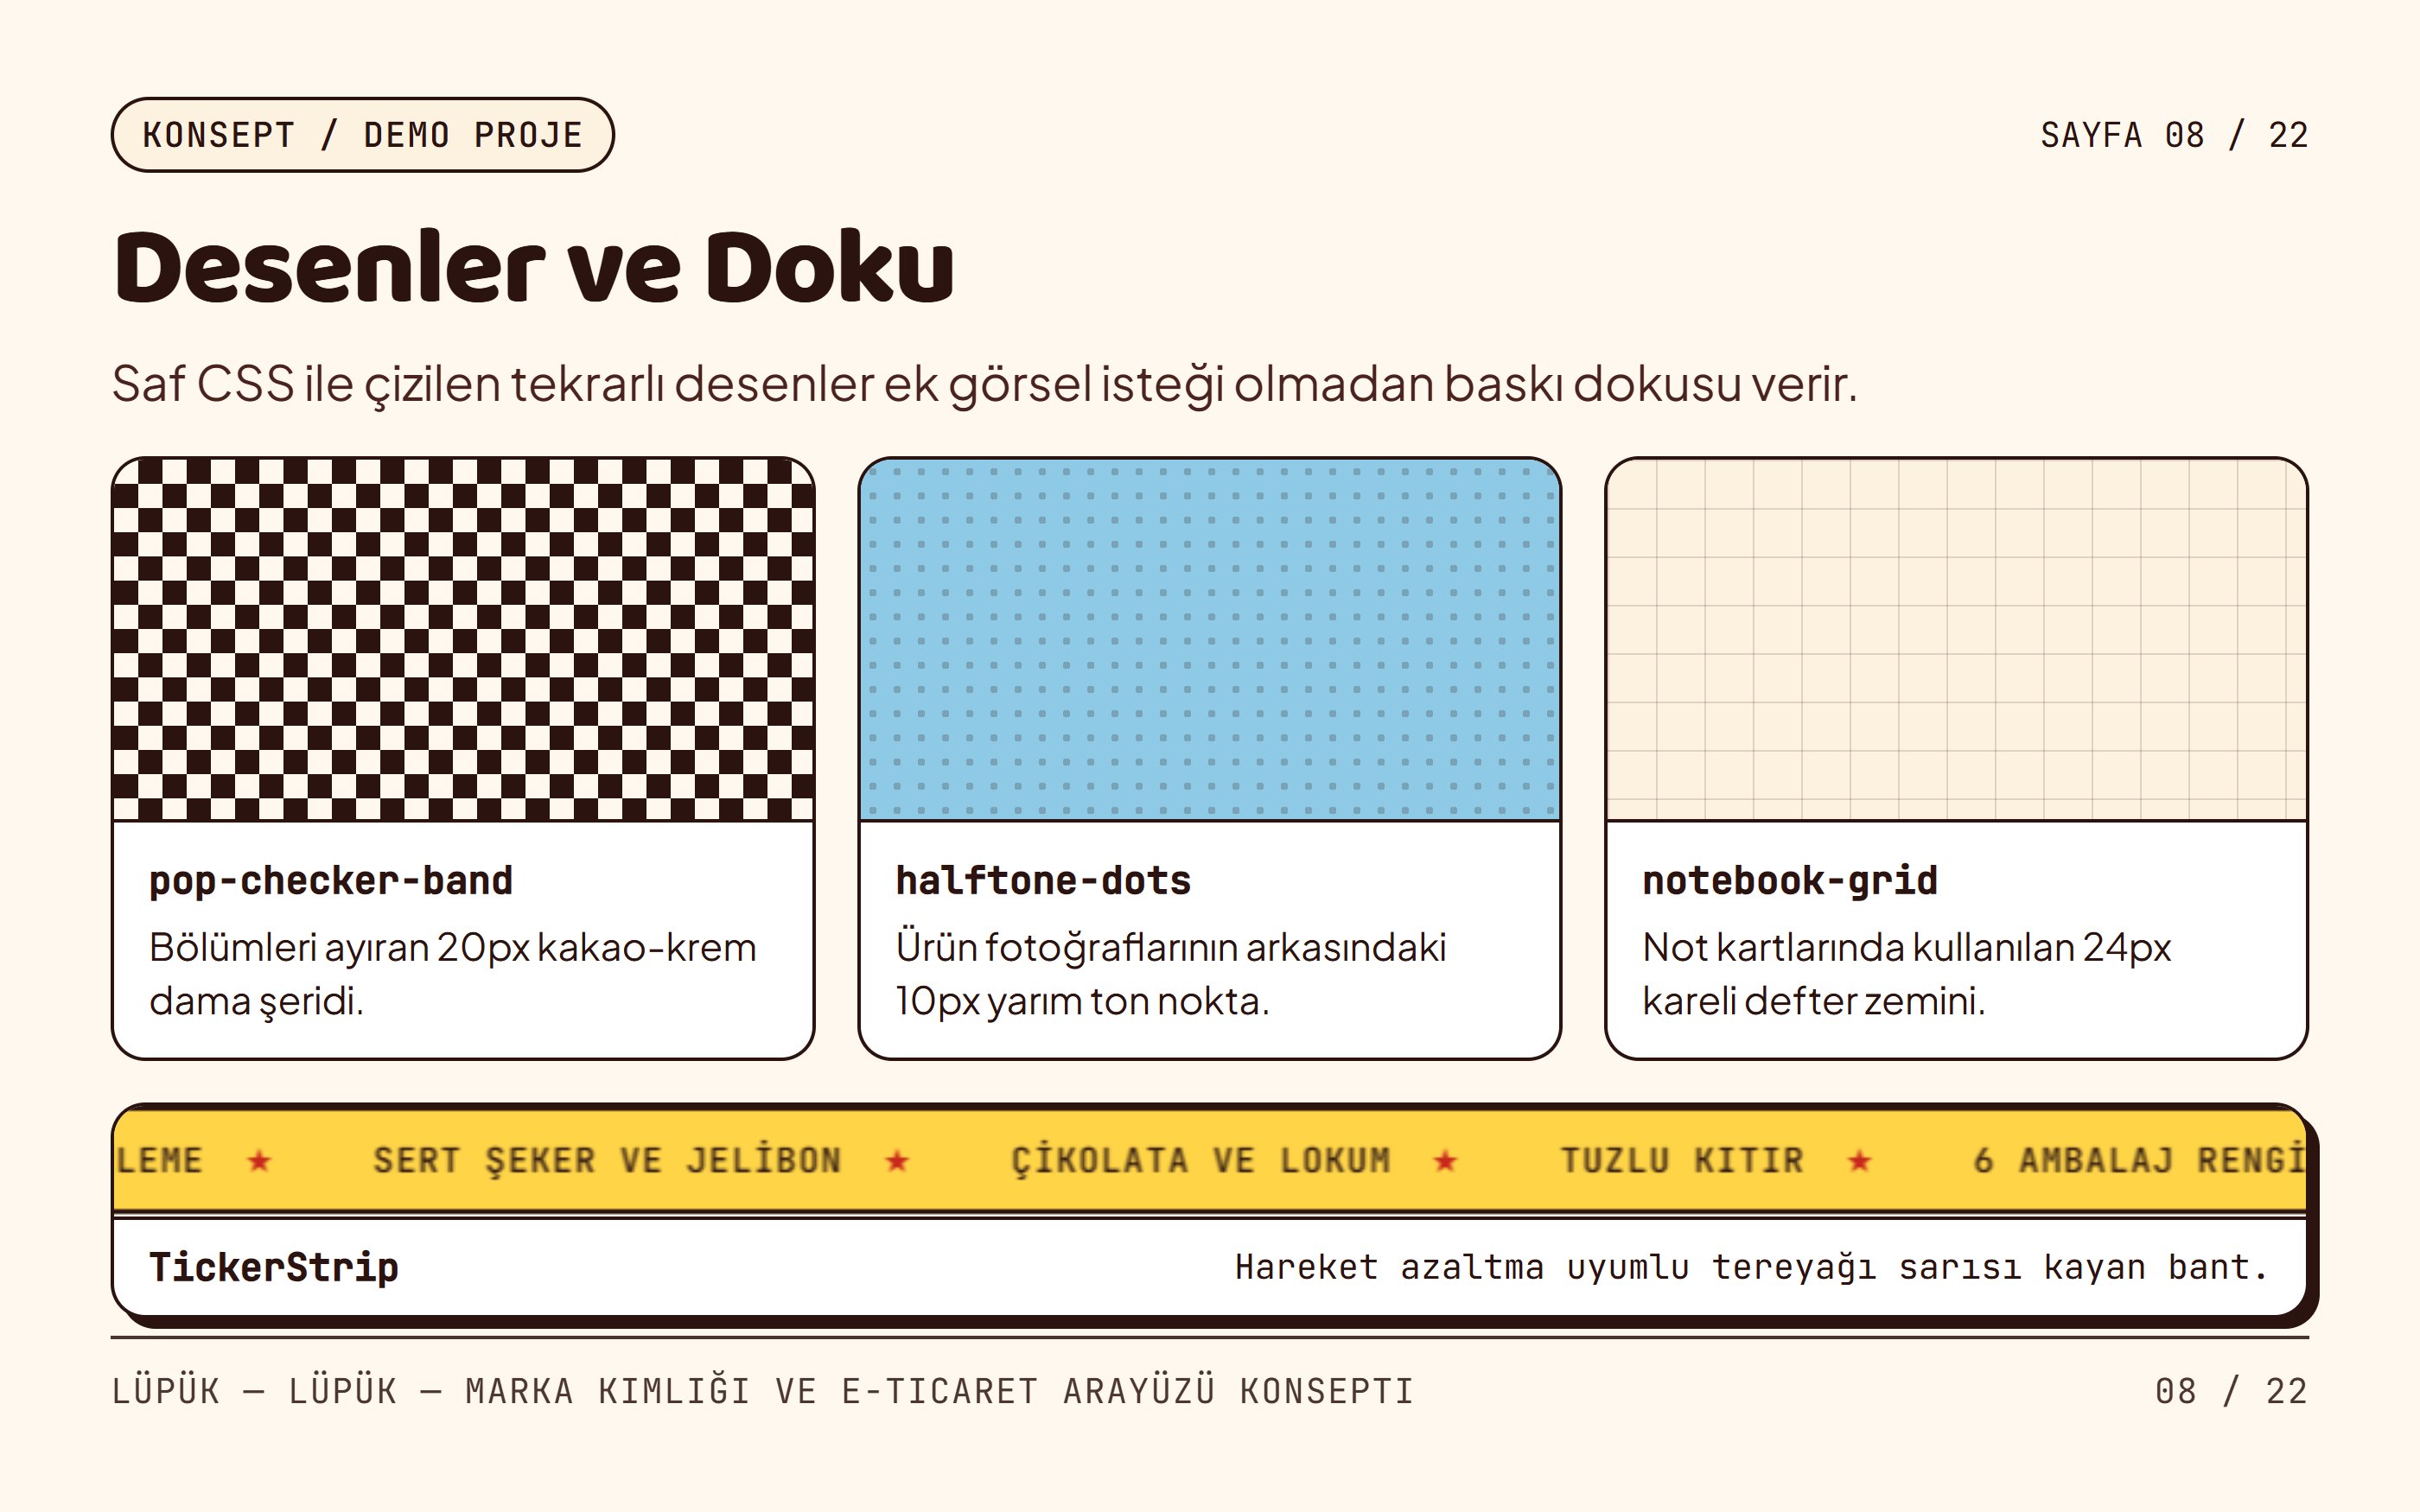 KONSEPT / DEMO PROJE
SAYFA 08 / 22
Desenler ve Doku
Saf CSS ile çizilen tekrarlı desenler ek görsel isteği olmadan baskı dokusu verir.
pop-checker-band
Bölümleri ayıran 20px kakao-krem
dama şeridi.
halftone-dots
Ürün fotoğraflarının arkasındaki
10px yarım ton nokta.
notebook-grid
Not kartlarında kullanılan 24px
kareli defter zemini.
LEME ★ SERT ŞEKER VE JELİBON ★ ÇİKOLATA VE LOKUM ★ TUZLU KITIR ★ 6 AMBALAJ RENGİ
TickerStrip
Hareket azaltma uyumlu tereyağı sarısı kayan bant.
LÜPÜK — LÜPÜK — MARKA KIMLIĞI VE E-TICARET ARAYÜZÜ KONSEPTI
08 / 22